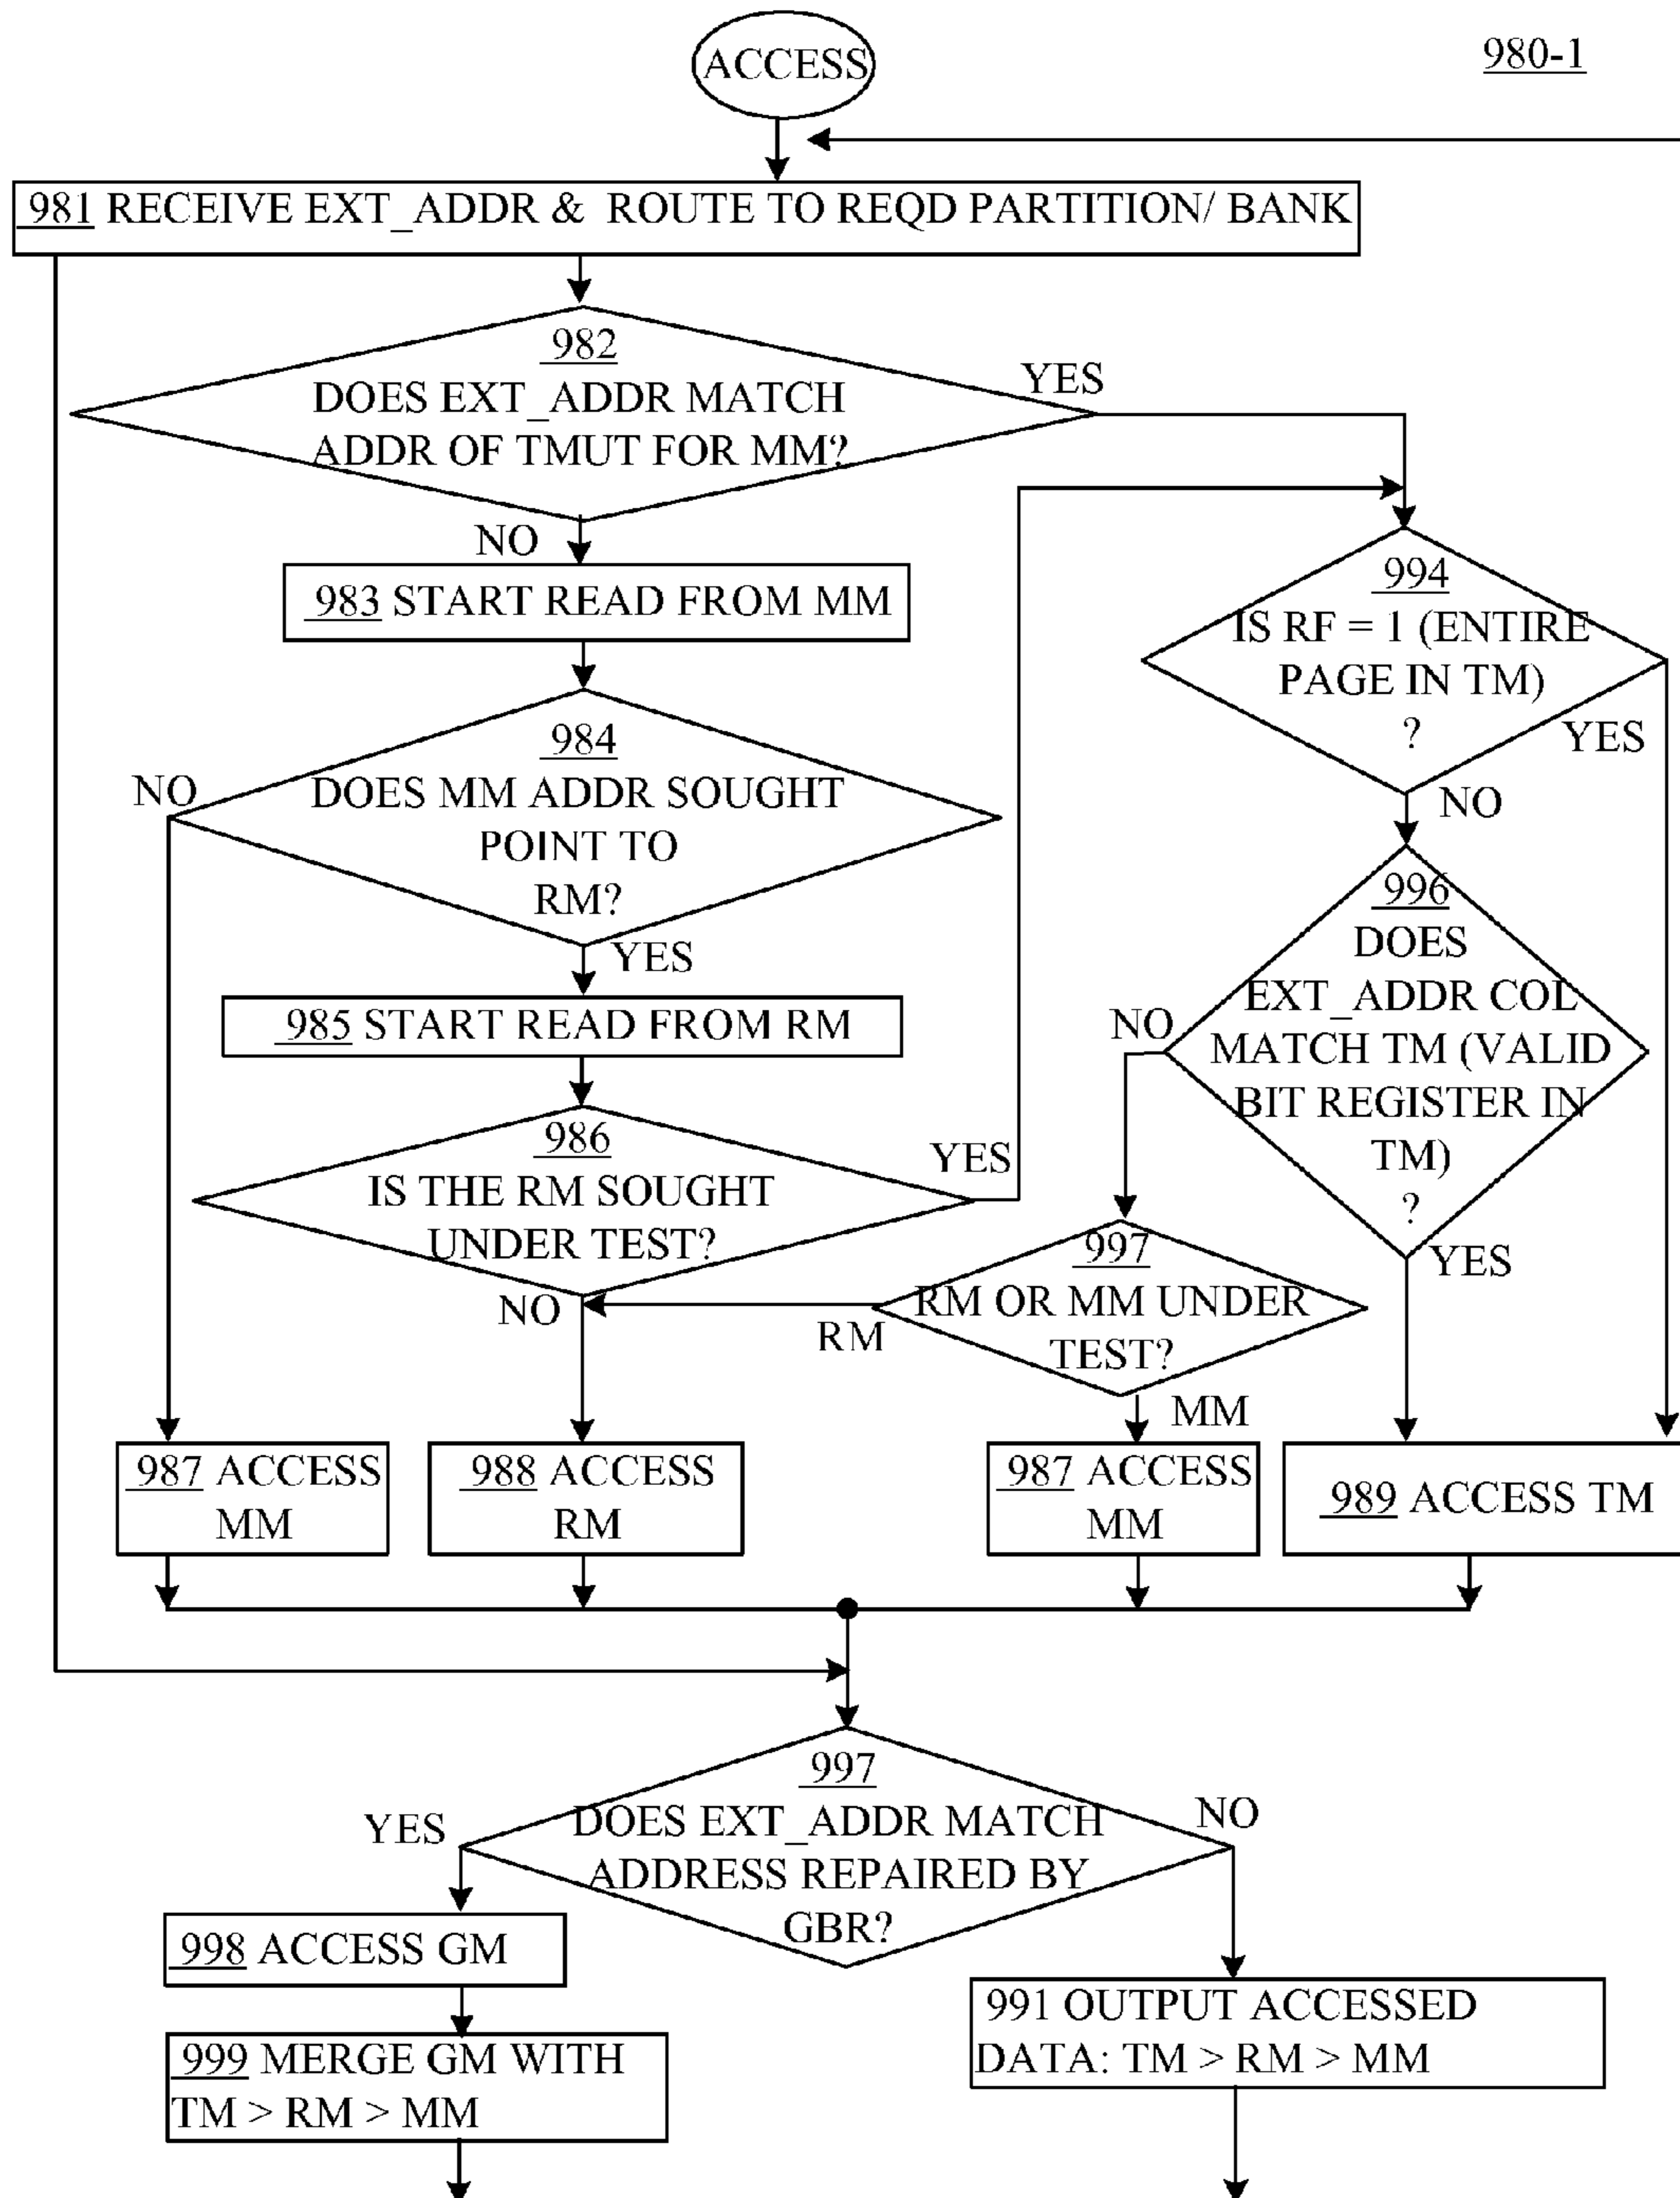 ACCESS
980-1
981 RECEIVE EXT_ADDR & ROUTE TO REQD PARTITION/ BANK
982
DOES EXT_ADDR MATCH
ADDR OF TMUT FOR MM?
YES
NO
983 START READ FROM MM
994
IS RF = 1 (ENTIRE
PAGE IN TM)
?
YES
NO
984
DOES MM ADDR SOUGHT
POINT TO
RM?
NO
YES
985 START READ FROM RM
996
DOES
EXT_ADDR COL
MATCH TM (VALID
BIT REGISTER IN
TM)
?
NO
YES
986
IS THE RM SOUGHT
UNDER TEST?
YES
NO
997
RM OR MM UNDER
TEST?
RM
MM
987 ACCESS
MM
988 ACCESS
RM
987 ACCESS
MM
989 ACCESS TM
997
DOES EXT_ADDR MATCH
ADDRESS REPAIRED BY
GBR?
YES
NO
998 ACCESS GM
999 MERGE GM WITH
TM > RM > MM
991 OUTPUT ACCESSED
DATA: TM > RM > MM